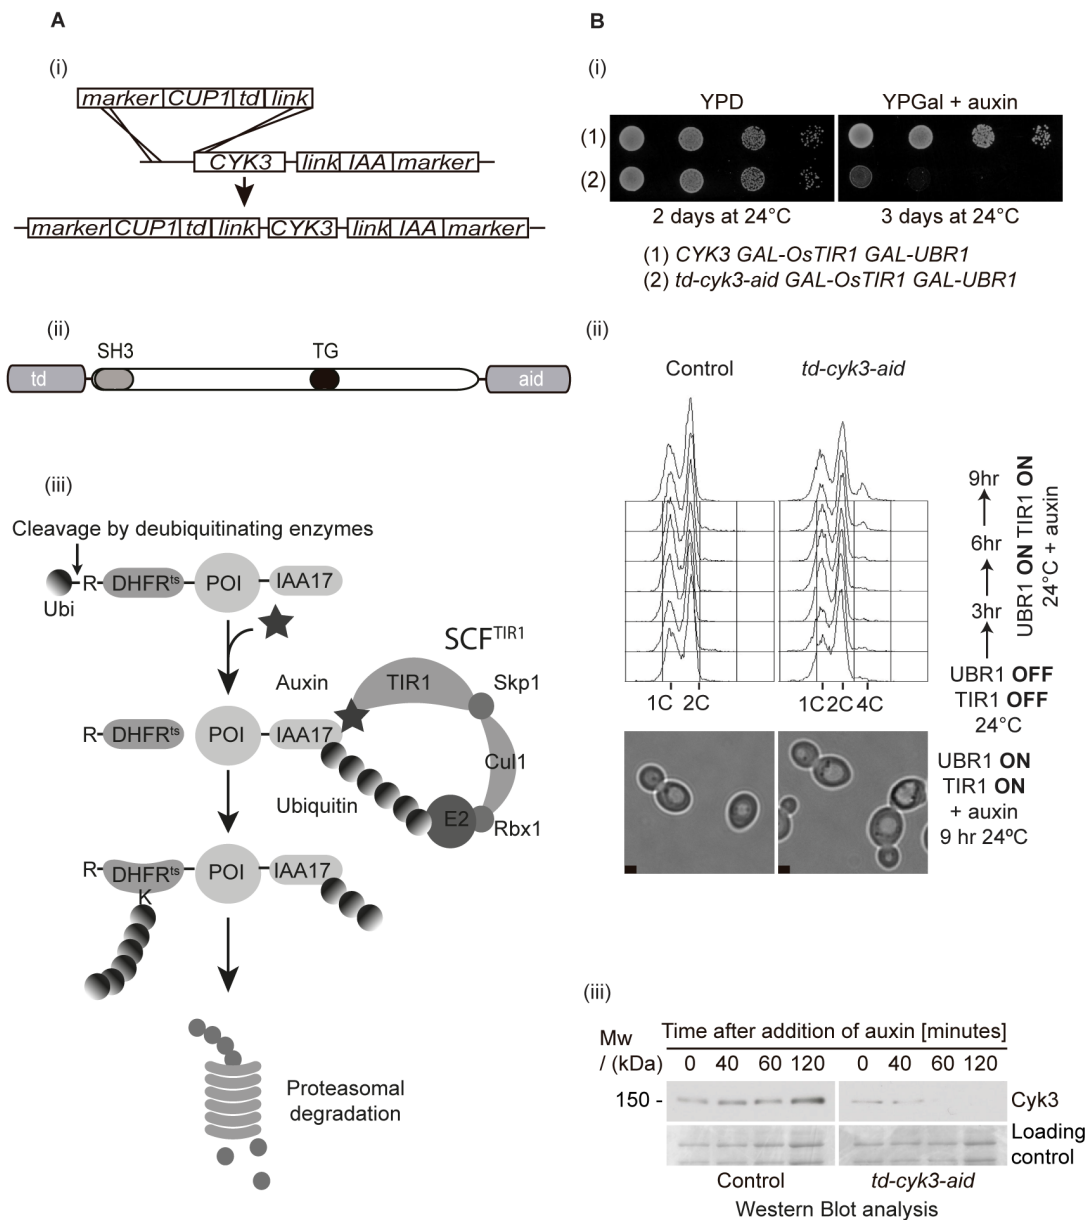 A
(i)
marker CUP1 td link
CYK3 link IAA marker
marker CUP1 td link CYK3 link IAA marker
(ii)
SH3 TG
td aid
(iii)
Cleavage by deubiquitinating enzymes
R DHFRts POI IAA17
Ubi
SCFTIR1
Auxin TIR1 Skp1
R DHFRts POI IAA17
Cul1
Ubiquitin E2 Rbx1
R DHFRts POI IAA17
K
Proteasomal
degradation
B
(i)
YPD YPGal + auxin
(1)
(2)
2 days at 24°C 3 days at 24°C
(1) CYK3 GAL-OsTIR1 GAL-UBR1
(2) td-cyk3-aid GAL-OsTIR1 GAL-UBR1
(ii)
Control td-cyk3-aid
9hr
6hr
3hr
UBR1 ON TIR1 ON
24°C + auxin
UBR1 OFF
TIR1 OFF
24°C
1C 2C 1C 2C 4C
UBR1 ON
TIR1 ON
+ auxin
9 hr 24ºC
(iii)
Mw
/ (kDa)
Time after addition of auxin [minutes]
0 40 60 120 0 40 60 120
150 - Cyk3
Loading
control
Control td-cyk3-aid
Western Blot analysis